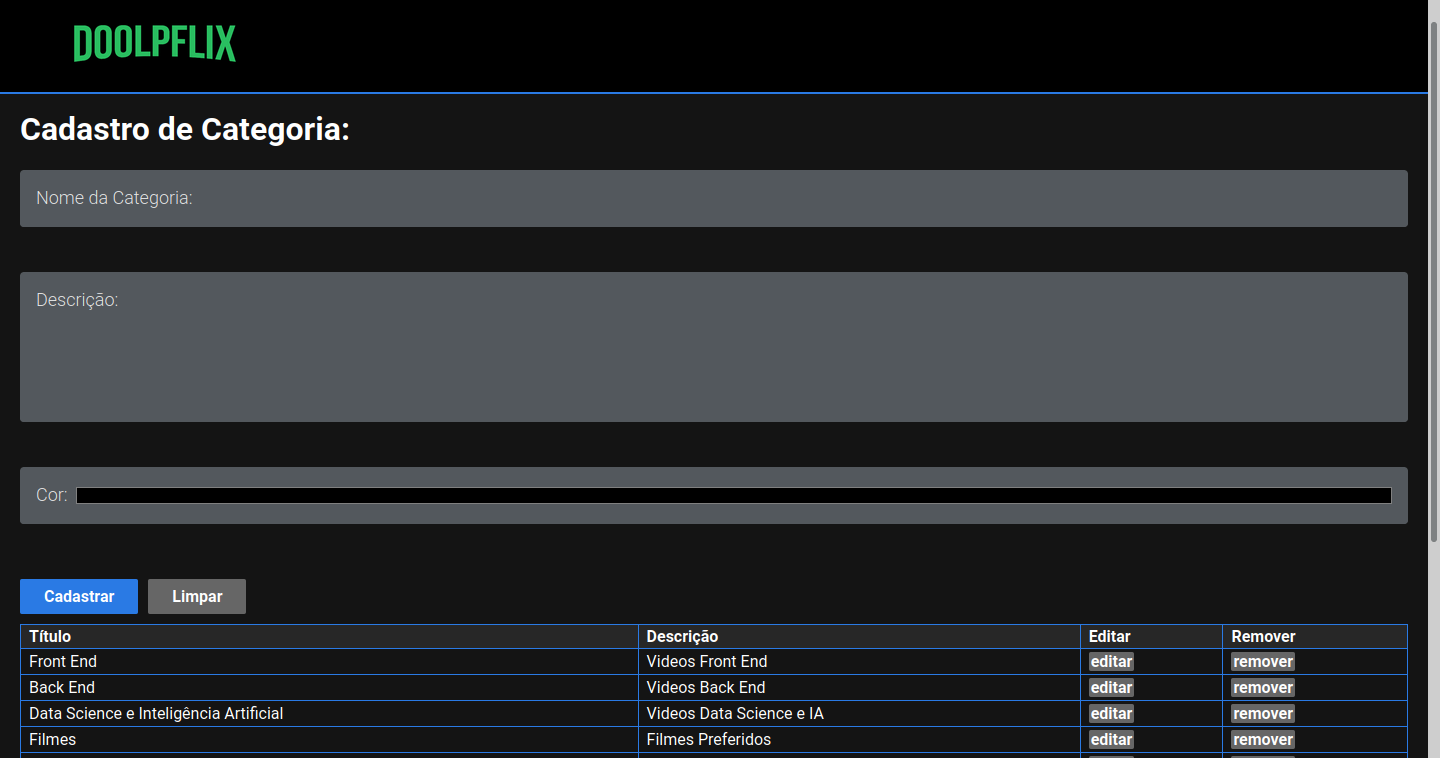 DOOLPFLIX
Cadastro de Categoria:
Nome da Categoria:
Descrição:
Cor:
Cadastrar Limpar
Título Descrição Editar Remover
Front End Videos Front End editar remover
Back End Videos Back End editar remover
Data Science e Inteligência Artificial Videos Data Science e IA editar remover
Filmes Filmes Preferidos editar remover